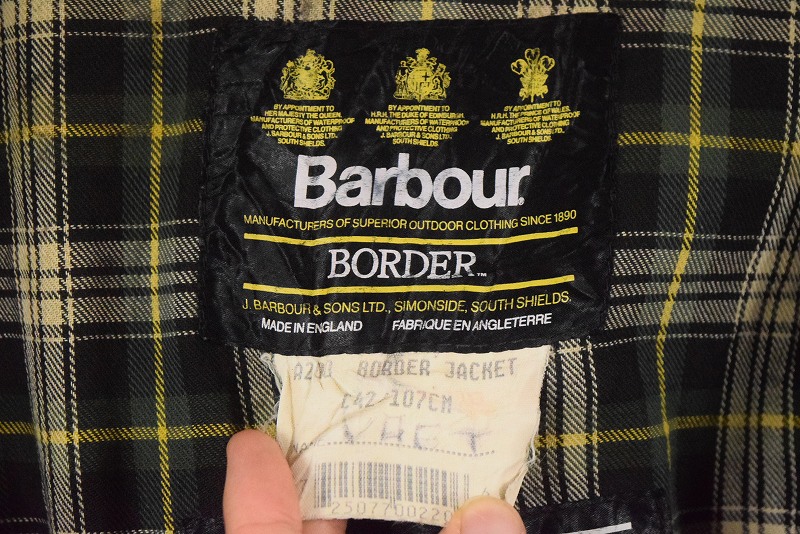 BY APPOINTMENT TO
HER MAJESTY THE QUEEN
MANUFACTURERS OF WATERPROOF
AND PROTECTIVE CLOTHING
J. BARBOUR & SONS LTD.
SOUTH SHIELDS.
BY APPOINTMENT TO
H.R.H. THE DUKE OF EDINBURGH.
MANUFACTURERS OF WATERPROOF
AND PROTECTIVE CLOTHING
J. BARBOUR & SONS LTD.
SOUTH SHIELDS.
BY APPOINTMENT TO
H.R.H. THE PRINCE OF WALES.
MANUFACTURERS OF WATERPROOF
AND PROTECTIVE CLOTHING
J. BARBOUR & SONS LTD.
SOUTH SHIELDS.
Barbour
MANUFACTURERS OF SUPERIOR OUTDOOR CLOTHING SINCE 1890
BORDER™
J. BARBOUR & SONS LTD., SIMONSIDE, SOUTH SHIELDS.
MADE IN ENGLAND FABRIQUE EN ANGLETERRE
BORDER JACKET
C42 107CM
NAME
2507700220